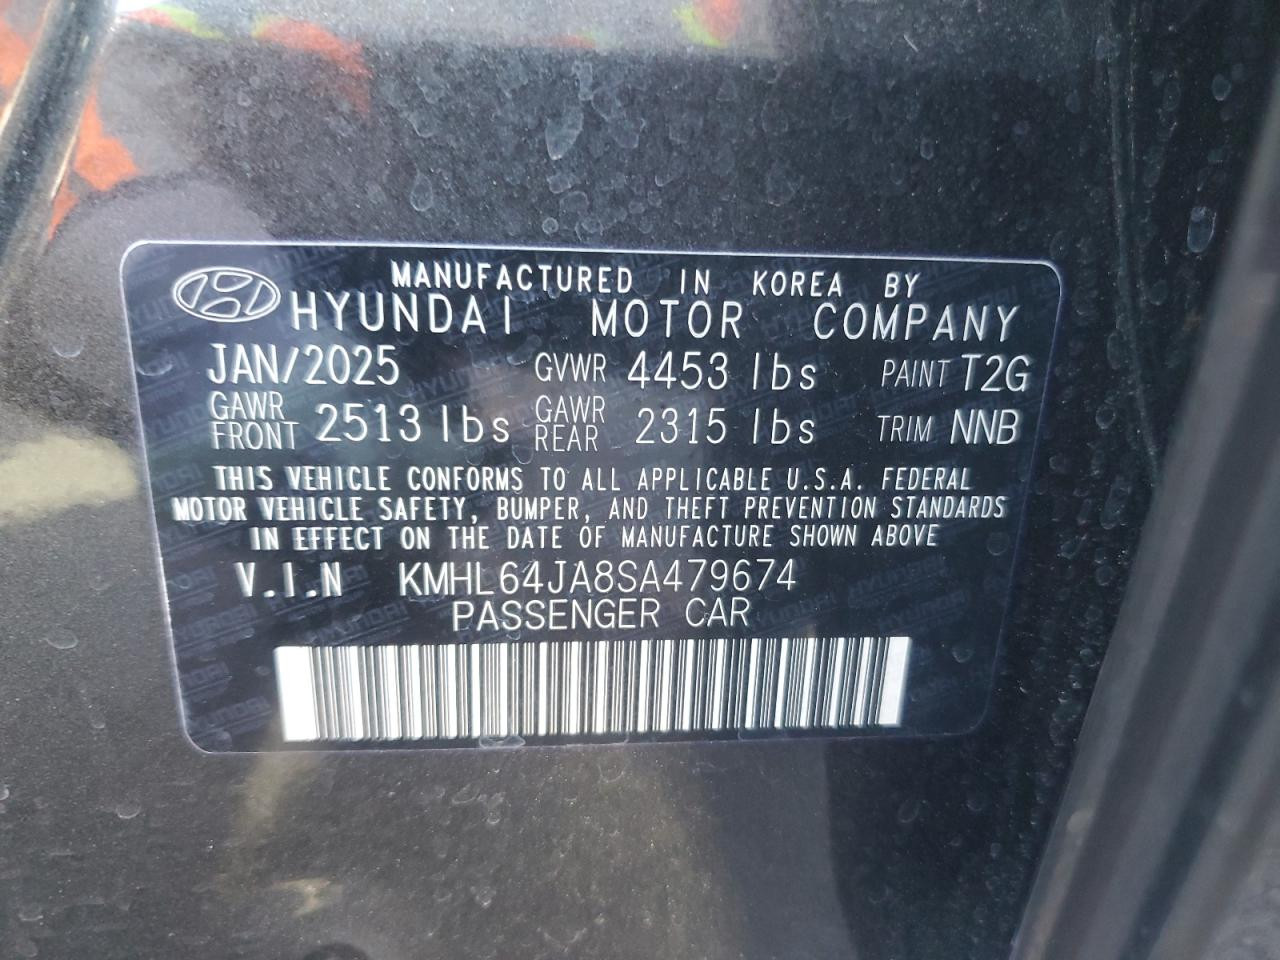 MANUFACTURED IN KOREA BY
HYUNDAI MOTOR COMPANY
JAN/2025 GVWR 4453 lbs PAINT T2G
GAWR FRONT 2513 lbs GAWR REAR 2315 lbs TRIM NNB
THIS VEHICLE CONFORMS TO ALL APPLICABLE U.S.A. FEDERAL
MOTOR VEHICLE SAFETY, BUMPER, AND THEFT PREVENTION STANDARDS
IN EFFECT ON THE DATE OF MANUFACTURE SHOWN ABOVE
V.I.N KMHL64JA8SA479674
PASSENGER CAR